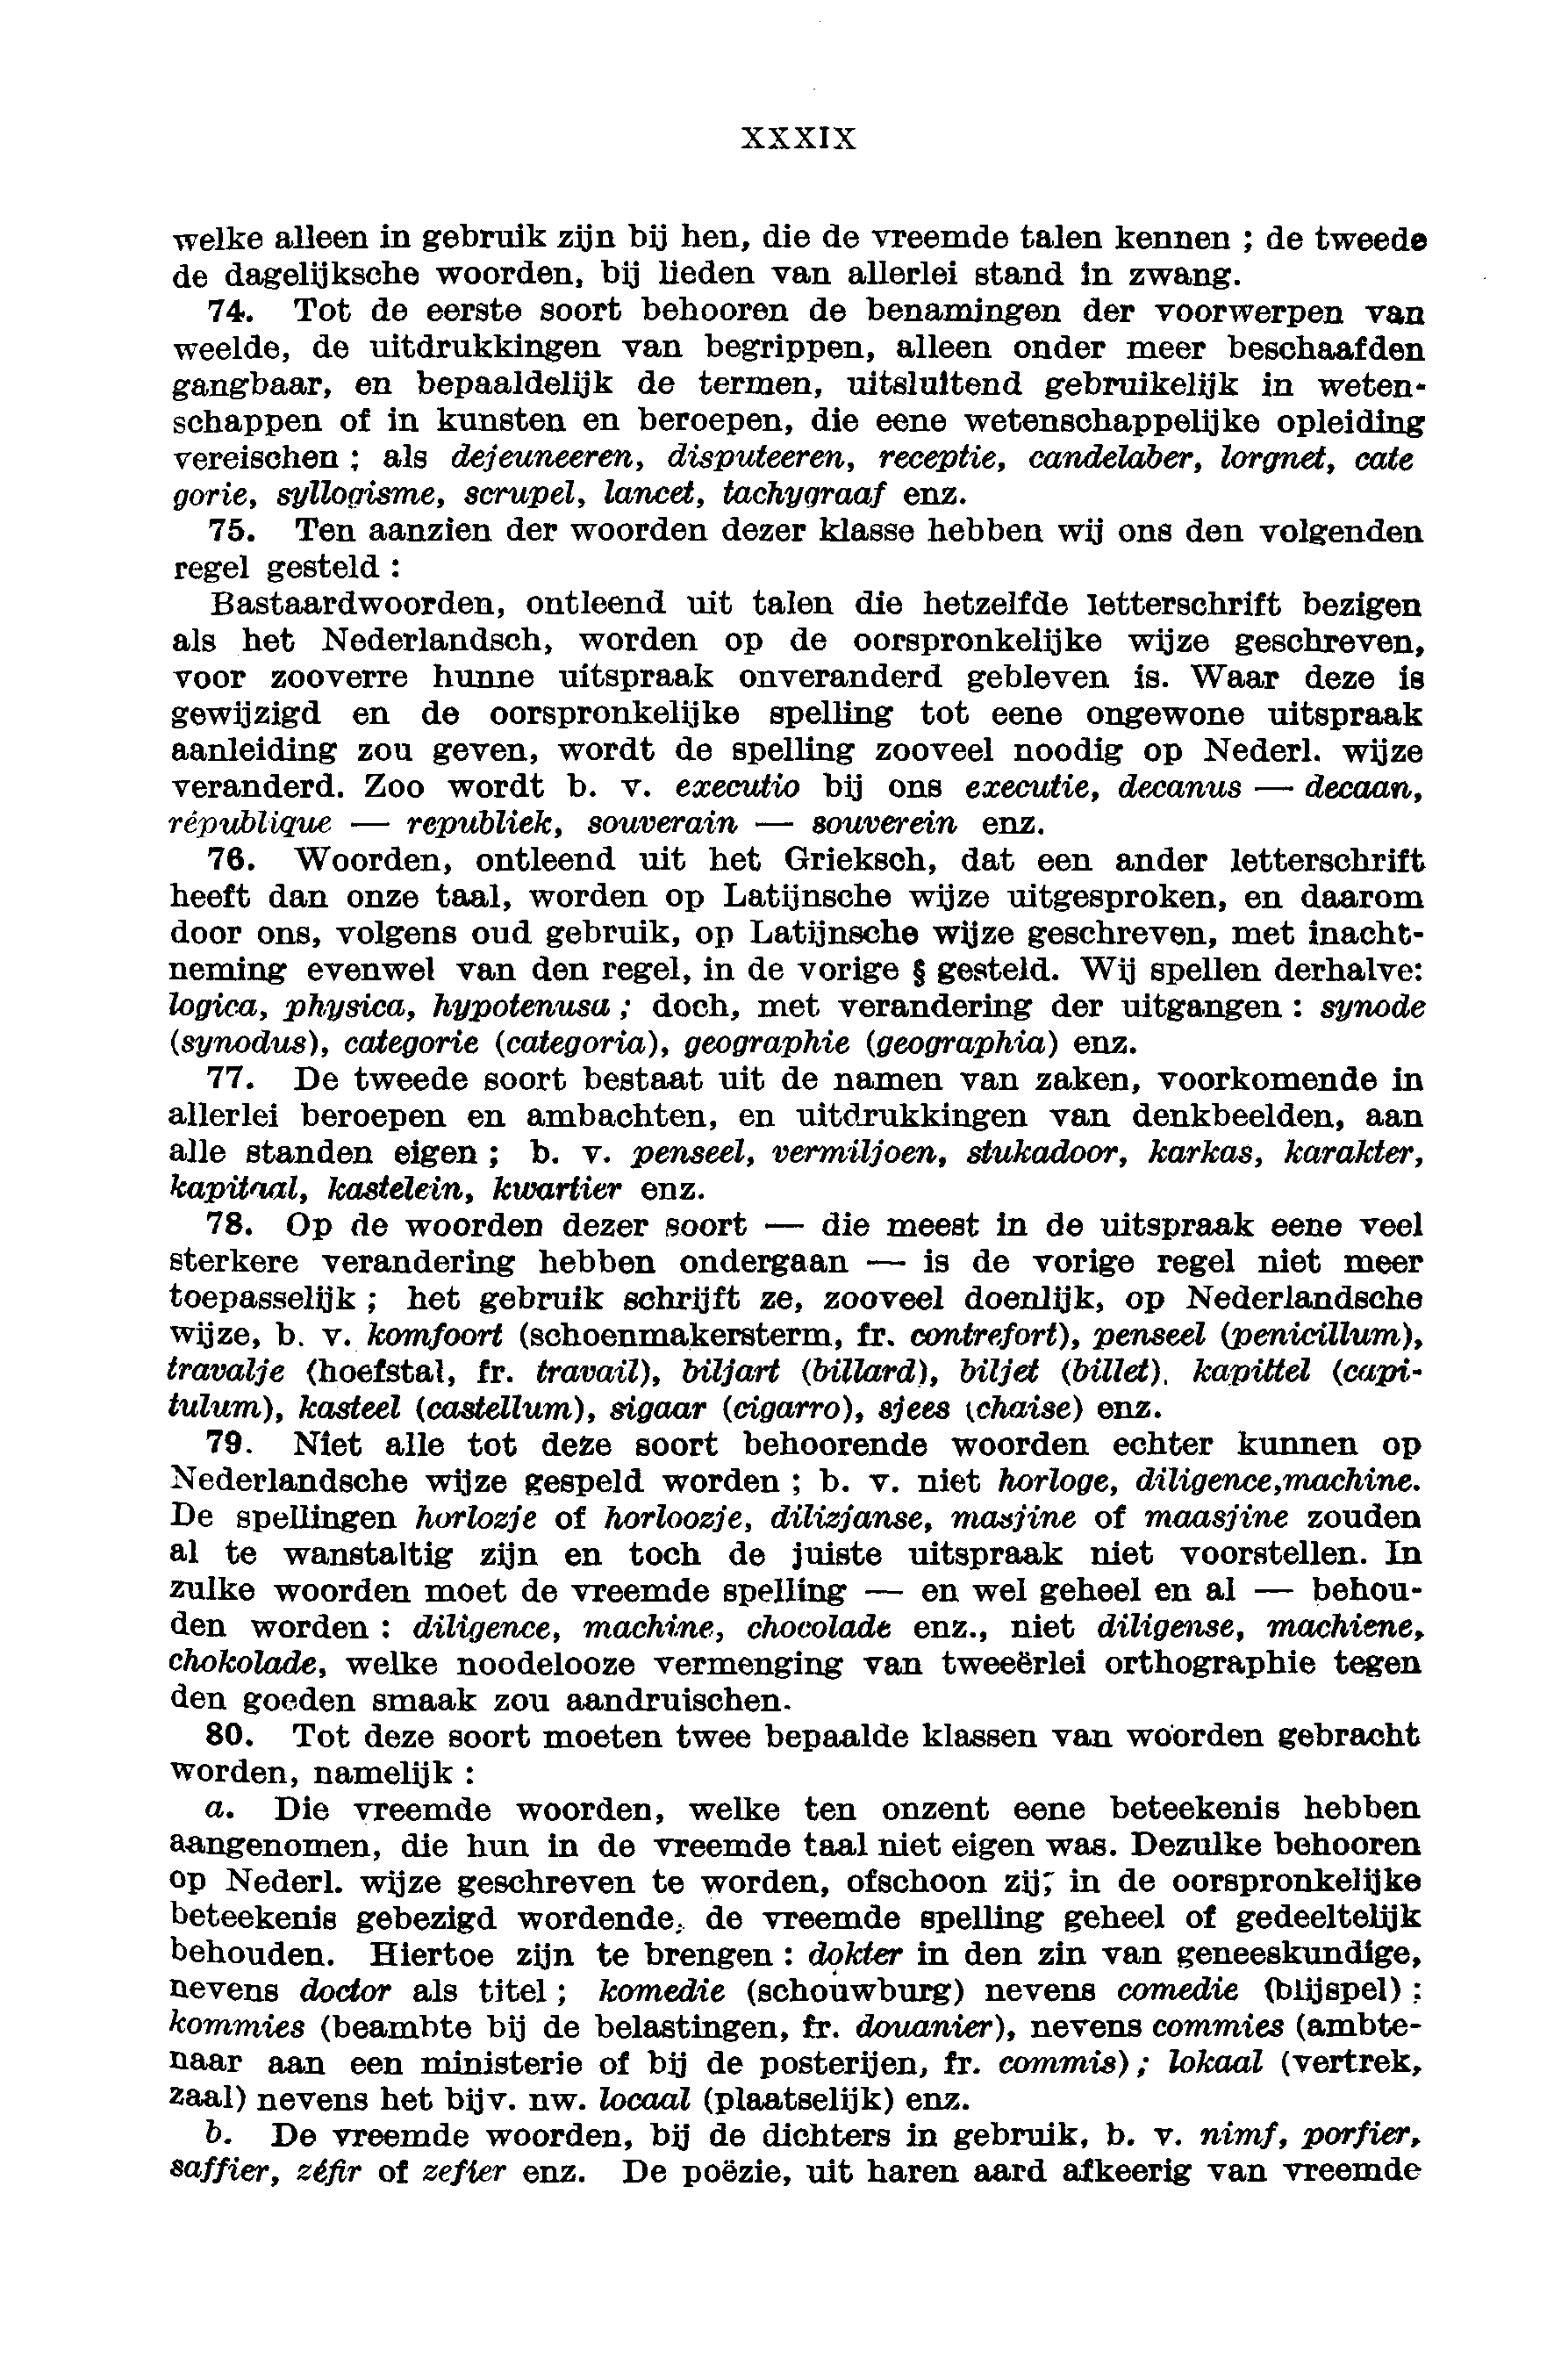 XXXIX
welke alleen in gebruik zijn bij hen, die de vreemde talen kennen ; de tweede
de dagelijksche woorden, bij lieden van allerlei stand in zwang.
74. Tot de eerste soort behooren de benamingen der voorwerpen van
weelde, de uitdrukkingen van begrippen, alleen onder meer beschaafden
gangbaar, en bepaaldelijk de termen, uitsluitend gebruikelijk in weten-
schappen of in kunsten en beroepen, die eene wetenschappelijke opleiding
vereischen ; als dejeuneeren, disputeeren, receptie, candelaber, lorgnet, cate
gorie, syllogisme, scrupel, lancet, tachygraaf enz.
75. Ten aanzien der woorden dezer klasse hebben wij ons den volgenden
regel gesteld :
Bastaardwoorden, ontleend uit talen die hetzelfde letterschrift bezigen
als het Nederlandsch, worden op de oorspronkelijke wijze geschreven,
voor zooverre hunne uitspraak onveranderd gebleven is. Waar deze is
gewijzigd en de oorspronkelijke spelling tot eene ongewone uitspraak
aanleiding zou geven, wordt de spelling zooveel noodig op Nederl. wijze
veranderd. Zoo wordt b. v. executio bij ons executie, decanus — decaan,
république — republiek, souverain — souverein enz.
76. Woorden, ontleend uit het Grieksch, dat een ander letterschrift
heeft dan onze taal, worden op Latijnsche wijze uitgesproken, en daarom
door ons, volgens oud gebruik, op Latijnsche wijze geschreven, met inacht-
neming evenwel van den regel, in de vorige § gesteld. Wij spellen derhalve:
logica, physica, hypotenusa ; doch, met verandering der uitgangen : synode
(synodus), categorie (categoria), geographie (geographia) enz.
77. De tweede soort bestaat uit de namen van zaken, voorkomende in
allerlei beroepen en ambachten, en uitdrukkingen van denkbeelden, aan
alle standen eigen ; b. v. penseel, vermiljoen, stukadoor, karkas, karakter,
kapitaal, kastelein, kwartier enz.
78. Op de woorden dezer soort — die meest in de uitspraak eene veel
sterkere verandering hebben ondergaan — is de vorige regel niet meer
toepasselijk ; het gebruik schrijft ze, zooveel doenlijk, op Nederlandsche
wijze, b. v. komfoort (schoenmakersterm, fr. contrefort), penseel (penicillum),
travalje (hoefstal, fr. travail), biljart (billard), biljet (billet), kapittel (capi-
tulum), kasteel (castellum), sigaar (cigarro), sjees (chaise) enz.
79. Niet alle tot deze soort behoorende woorden echter kunnen op
Nederlandsche wijze gespeld worden ; b. v. niet horloge, diligence,machine.
De spellingen horlozje of horloozje, dilizjanse, masjine of maasjine zouden
al te wanstaltig zijn en toch de juiste uitspraak niet voorstellen. In
zulke woorden moet de vreemde spelling — en wel geheel en al — behou-
den worden : diligence, machine, chocolade enz., niet diligense, machiene,
chokolade, welke noodelooze vermenging van tweeërlei orthographie tegen
den goeden smaak zou aandruischen.
80. Tot deze soort moeten twee bepaalde klassen van woorden gebracht
worden, namelijk :
a. Die vreemde woorden, welke ten onzent eene beteekenis hebben
aangenomen, die hun in de vreemde taal niet eigen was. Dezulke behooren
op Nederl. wijze geschreven te worden, ofschoon zij, in de oorspronkelijke
beteekenis gebezigd wordende, de vreemde spelling geheel of gedeeltelijk
behouden. Hiertoe zijn te brengen : dokter in den zin van geneeskundige,
nevens doctor als titel ; komedie (schouwburg) nevens comedie (blijspel) ;
kommies (beambte bij de belastingen, fr. douanier), nevens commies (ambte-
naar aan een ministerie of bij de posterijen, fr. commis) ; lokaal (vertrek,
zaal) nevens het bijv. nw. locaal (plaatselijk) enz.
b. De vreemde woorden, bij de dichters in gebruik, b. v. nimf, porfier,
saffier, zéfir of zefier enz. De poëzie, uit haren aard afkeerig van vreemde